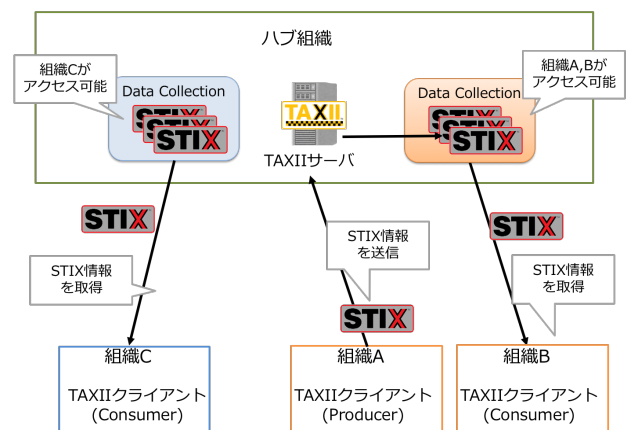 ハブ組織
組織Cが
アクセス可能
Data Collection
STIX
STIX
STIX
TAXII
TAXIIサーバ
組織A,Bが
アクセス可能
Data Collection
STIX
STIX
STIX
STIX
STIX情報
を取得
STIX情報
を送信
STIX
STIX
STIX情報
を取得
組織C
TAXIIクライアント
(Consumer)
組織A
TAXIIクライアント
(Producer)
組織B
TAXIIクライアント
(Consumer)